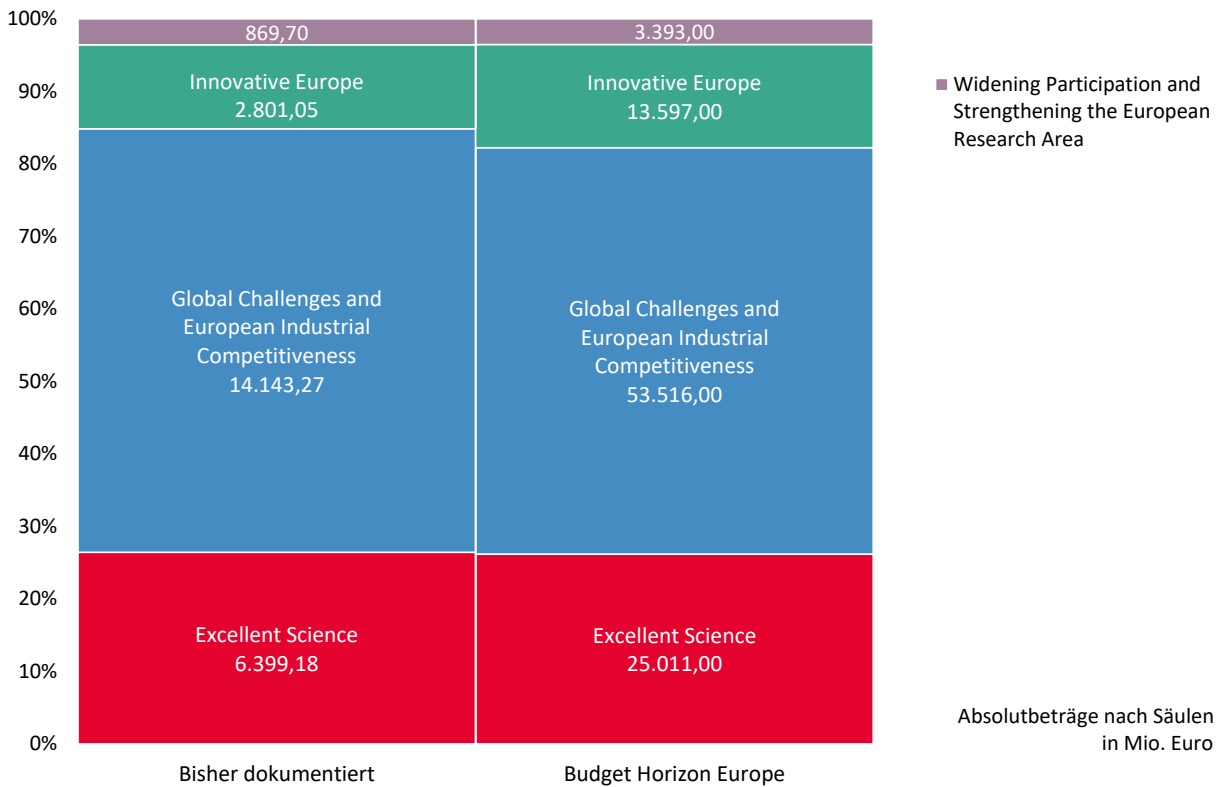 100%
90%
80%
70%
60%
50%
40%
30%
20%
10%
0%
869,70
Innovative Europe
2.801,05
Global Challenges and
European Industrial
Competitiveness
14.143,27
Excellent Science
6.399,18
3.393,00
Innovative Europe
13.597,00
Global Challenges and
European Industrial
Competitiveness
53.516,00
Excellent Science
25.011,00
Bisher dokumentiert
Budget Horizon Europe
Widening Participation and
Strengthening the European
Research Area
Absolutbeträge nach Säulen
in Mio. Euro